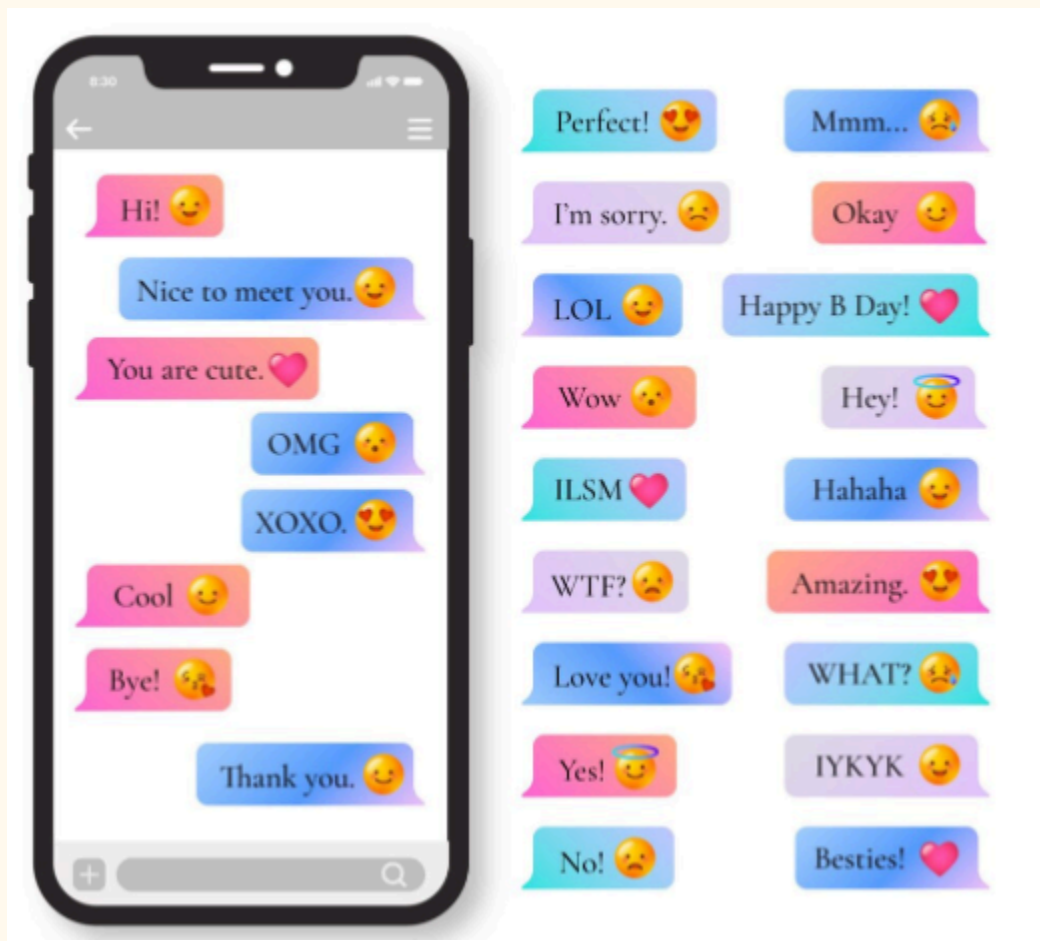 8:30
Hi!
Nice to meet you.
You are cute.
OMG
XOXO.
Cool
Bye!
Thank you.
Perfect!
Mmm...
I'm sorry.
Okay
LOL
Happy B Day!
Wow
Hey!
ILSM
Hahaha
WTF?
Amazing.
Love you!
WHAT?
Yes!
IYKYK
No!
Besties!